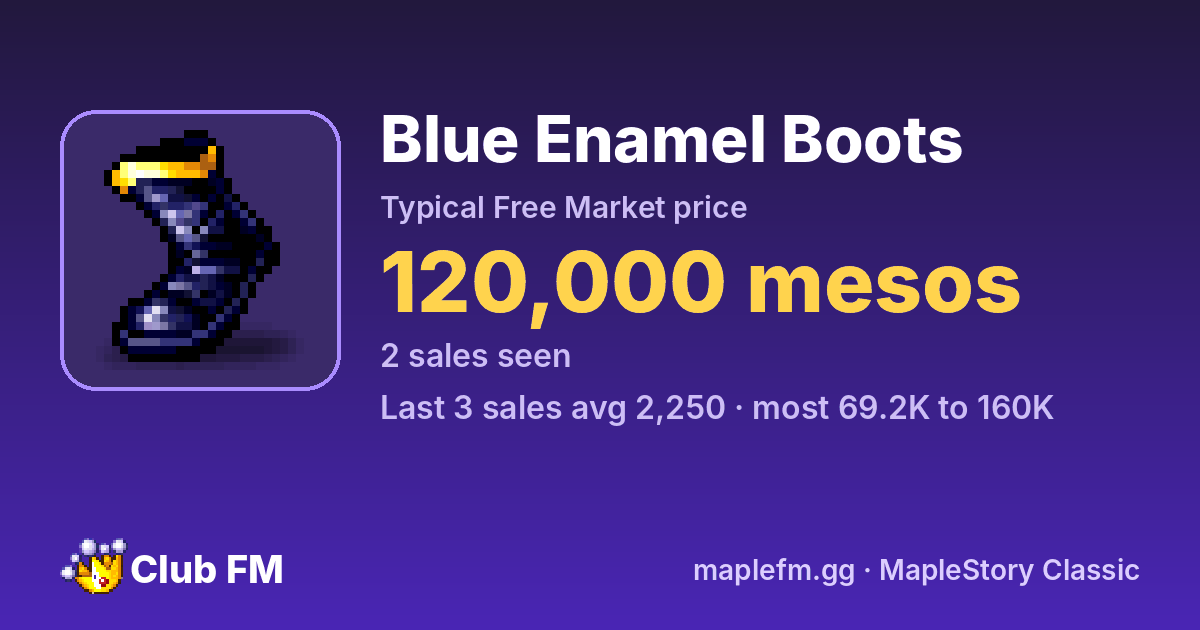 Blue Enamel Boots
Typical Free Market price
120,000 mesos
2 sales seen
Last 3 sales avg 2,250 · most 69.2K to 160K
Club FM
maplefm.gg · MapleStory Classic